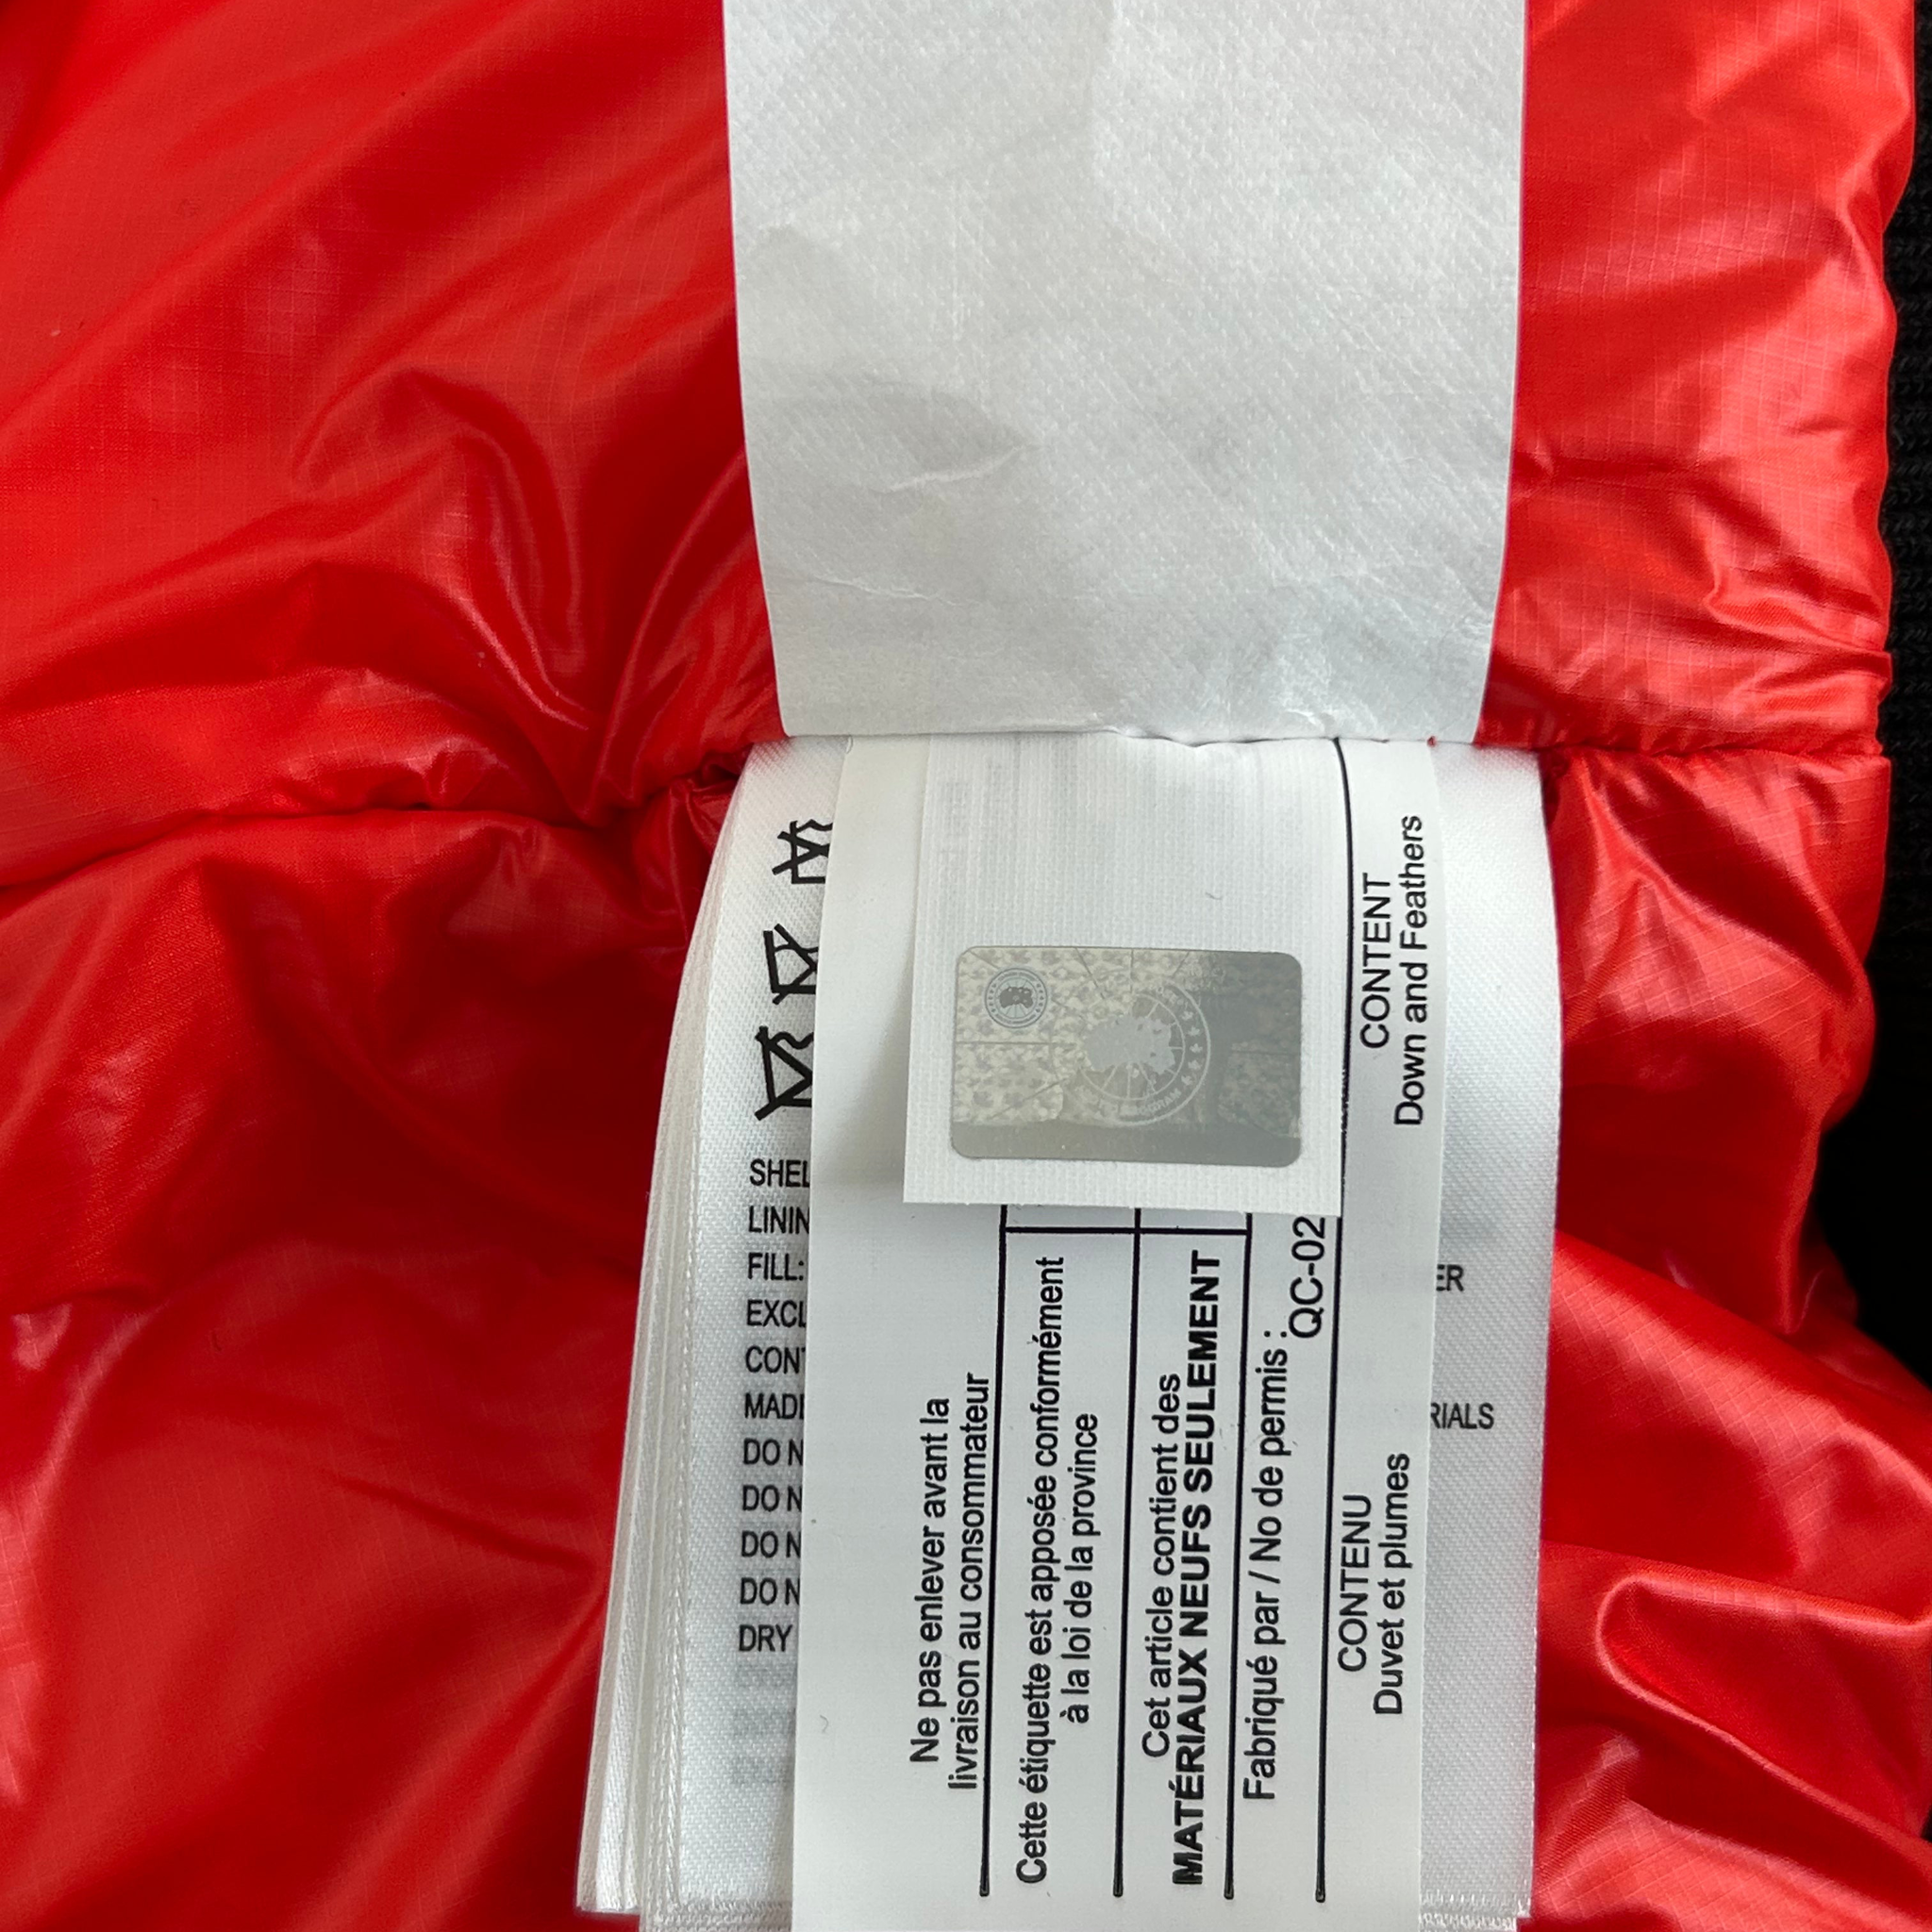 SHEL
LININ
FILL:
EXCL
CONT
MADE
DO N
DO N
DO N
DO N
DRY
ER
RIALS
Ne pas enlever avant la
livraison au consommateur
Cette étiquette est apposée conformément
à la loi de la province
Cet article contient des
MATÉRIAUX NEUFS SEULEMENT
Fabriqué par / No de permis :
QC-02
CONTENT
Down and Feathers
CONTENU
Duvet et plumes